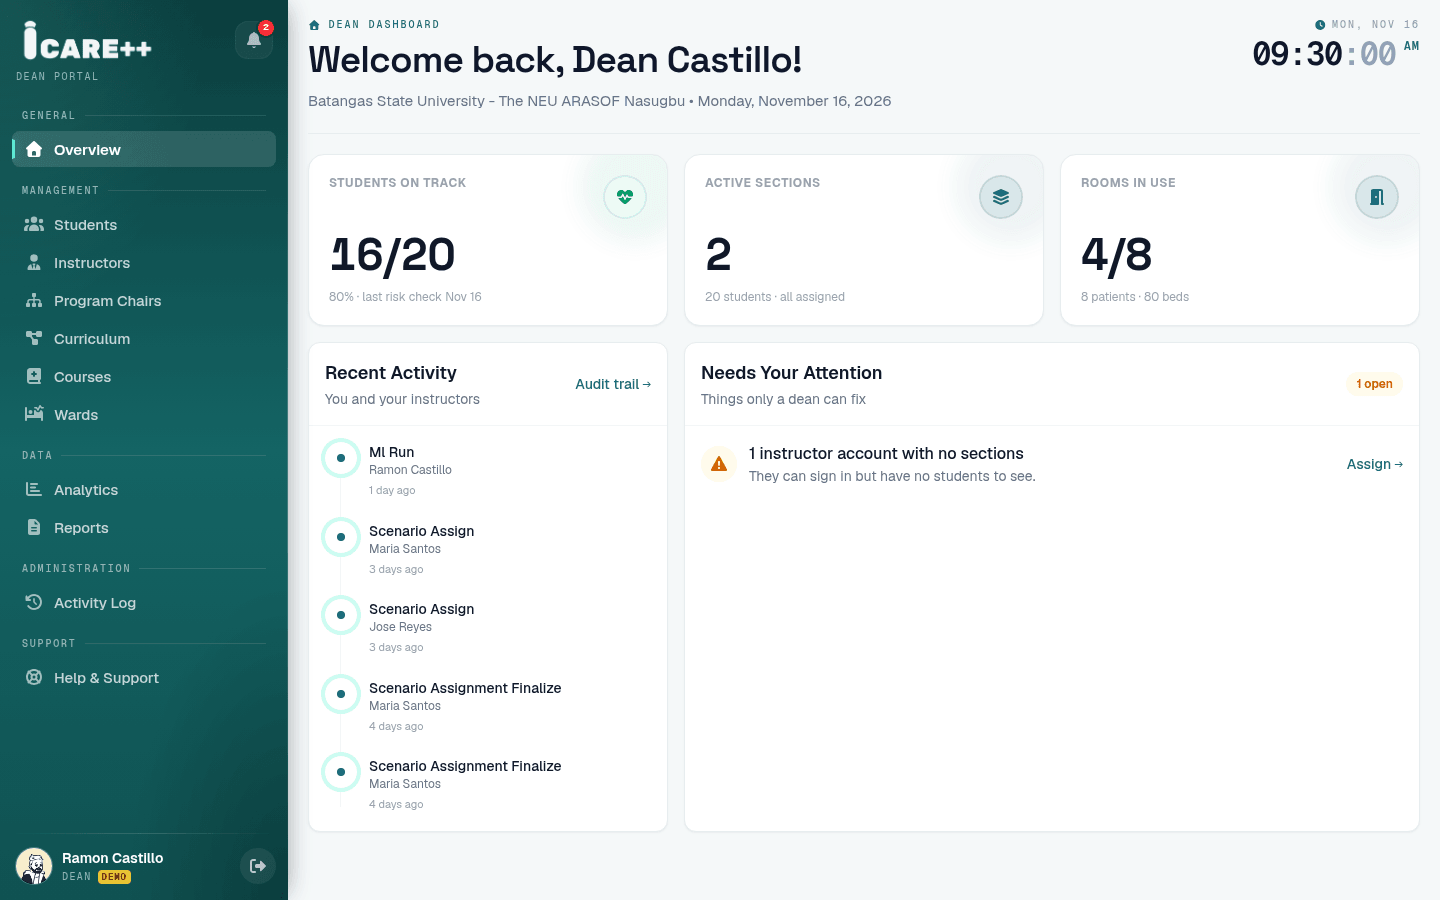 iCARE++
2
DEAN PORTAL
GENERAL
Overview
MANAGEMENT
Students
Instructors
Program Chairs
Curriculum
Courses
Wards
DATA
Analytics
Reports
ADMINISTRATION
Activity Log
SUPPORT
Help & Support
Ramon Castillo
DEAN DEMO
DEAN DASHBOARD
Welcome back, Dean Castillo!
Batangas State University - The NEU ARASOF Nasugbu • Monday, November 16, 2026
MON, NOV 16
09:30:00 AM
STUDENTS ON TRACK
16/20
80% · last risk check Nov 16
ACTIVE SECTIONS
2
20 students · all assigned
ROOMS IN USE
4/8
8 patients · 80 beds
Recent Activity
You and your instructors
Audit trail →
Ml Run
Ramon Castillo
1 day ago
Scenario Assign
Maria Santos
3 days ago
Scenario Assign
Jose Reyes
3 days ago
Scenario Assignment Finalize
Maria Santos
4 days ago
Scenario Assignment Finalize
Maria Santos
4 days ago
Needs Your Attention
Things only a dean can fix
1 open
1 instructor account with no sections
They can sign in but have no students to see.
Assign →